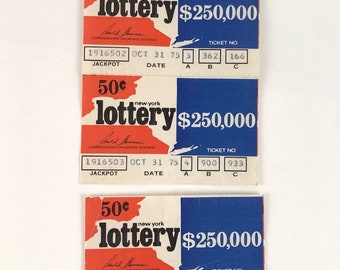 lottery $250,000
TICKET NO
1916502 OCT 31 75 3 362 166
JACKPOT DATE A B C
50¢
new york
lottery $250,000
TICKET NO
1916503 OCT 31 75 4 900 933
JACKPOT DATE A B C
50¢
new york
lottery $250,000